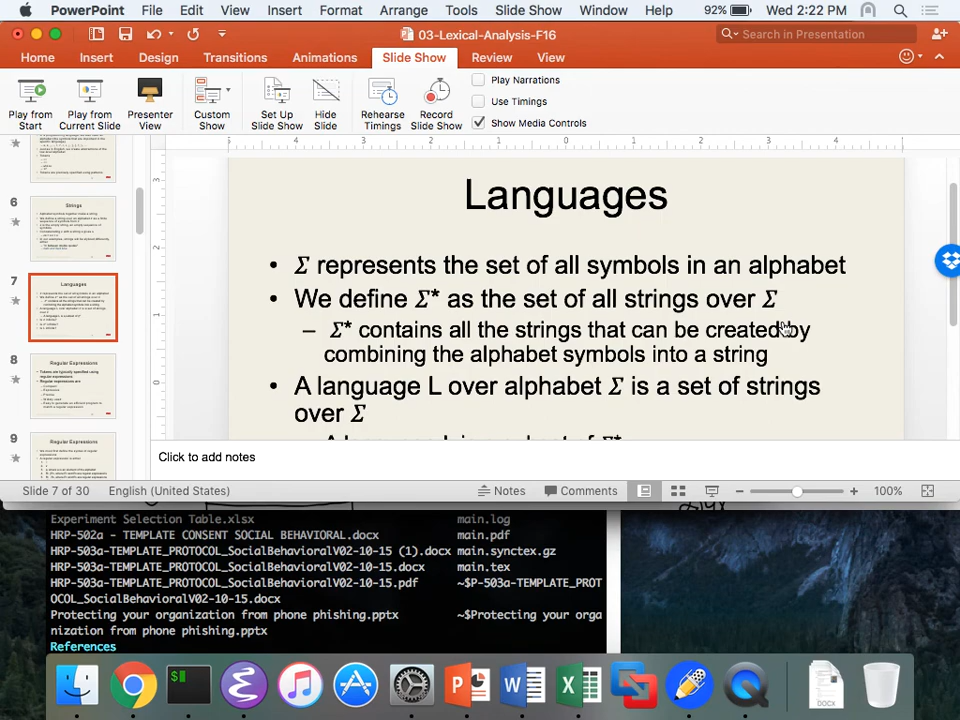 PowerPoint File Edit View Insert Format Arrange Tools Slide Show Window Help 92% Wed 2:22 PM
03-Lexical-Analysis-F16
Search in Presentation
Home Insert Design Transitions Animations Slide Show Review View
Play from Start
Play from Current Slide
Presenter View
Custom Show
Set Up Slide Show
Hide Slide
Rehearse Timings
Record Slide Show
Play Narrations
Use Timings
Show Media Controls
6
Strings
7
Languages
8
Regular Expressions
9
Regular Expressions
Languages
• Σ represents the set of all symbols in an alphabet
• We define Σ* as the set of all strings over Σ
– Σ* contains all the strings that can be created by
combining the alphabet symbols into a string
• A language L over alphabet Σ is a set of strings
over Σ
Click to add notes
Slide 7 of 30 English (United States) Notes Comments 100%
Experiment Selection Table.xlsx main.log
HRP-502a - TEMPLATE CONSENT SOCIAL BEHAVIORAL.docx main.pdf
HRP-503a-TEMPLATE_PROTOCOL_SocialBehavioralV02-10-15 (1).docx main.synctex.gz
HRP-503a-TEMPLATE_PROTOCOL_SocialBehavioralV02-10-15.docx main.tex
HRP-503a-TEMPLATE_PROTOCOL_SocialBehavioralV02-10-15.pdf ~$P-503a-TEMPLATE_PROT
OCOL_SocialBehavioralV02-10-15.docx
Protecting your organization from phone phishing.pptx ~$Protecting your orga
nization from phone phishing.pptx
References
DOCX